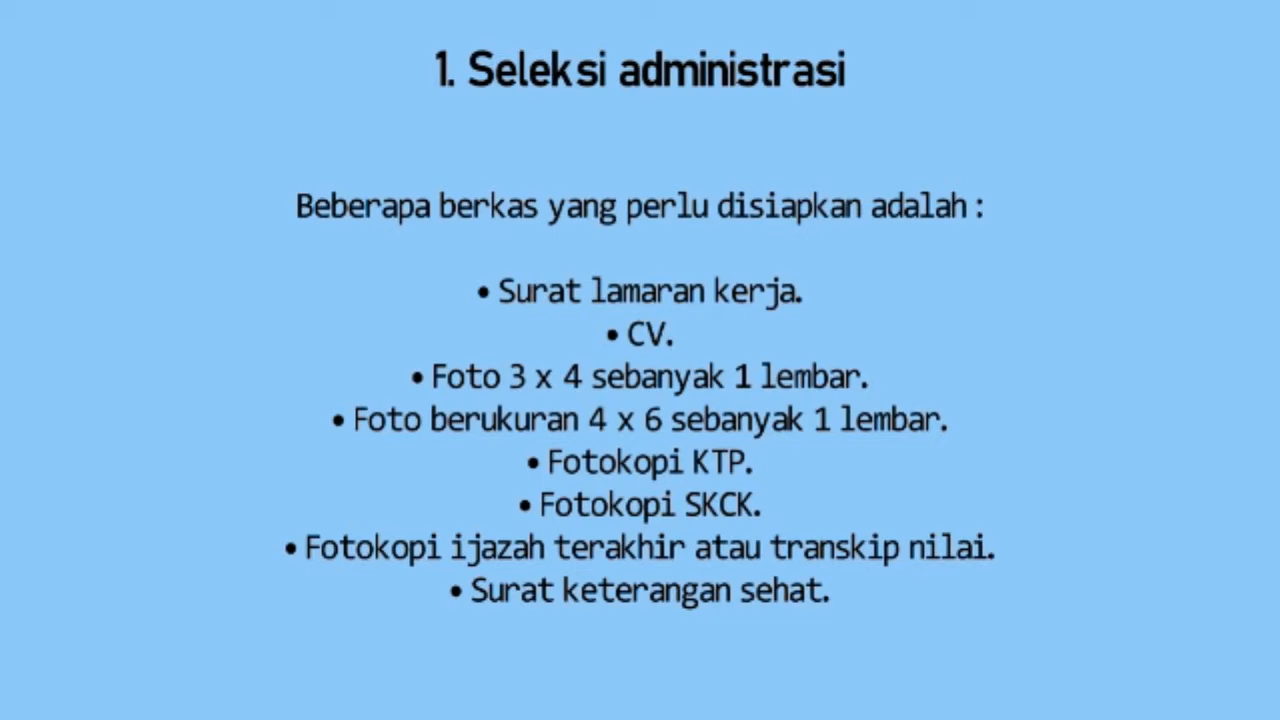 1. Seleksi administrasi
Beberapa berkas yang perlu disiapkan adalah :
• Surat lamaran kerja.
• CV.
• Foto 3 x 4 sebanyak 1 lembar.
• Foto berukuran 4 x 6 sebanyak 1 lembar.
• Fotokopi KTP.
• Fotokopi SKCK.
• Fotokopi ijazah terakhir atau transkip nilai.
• Surat keterangan sehat.